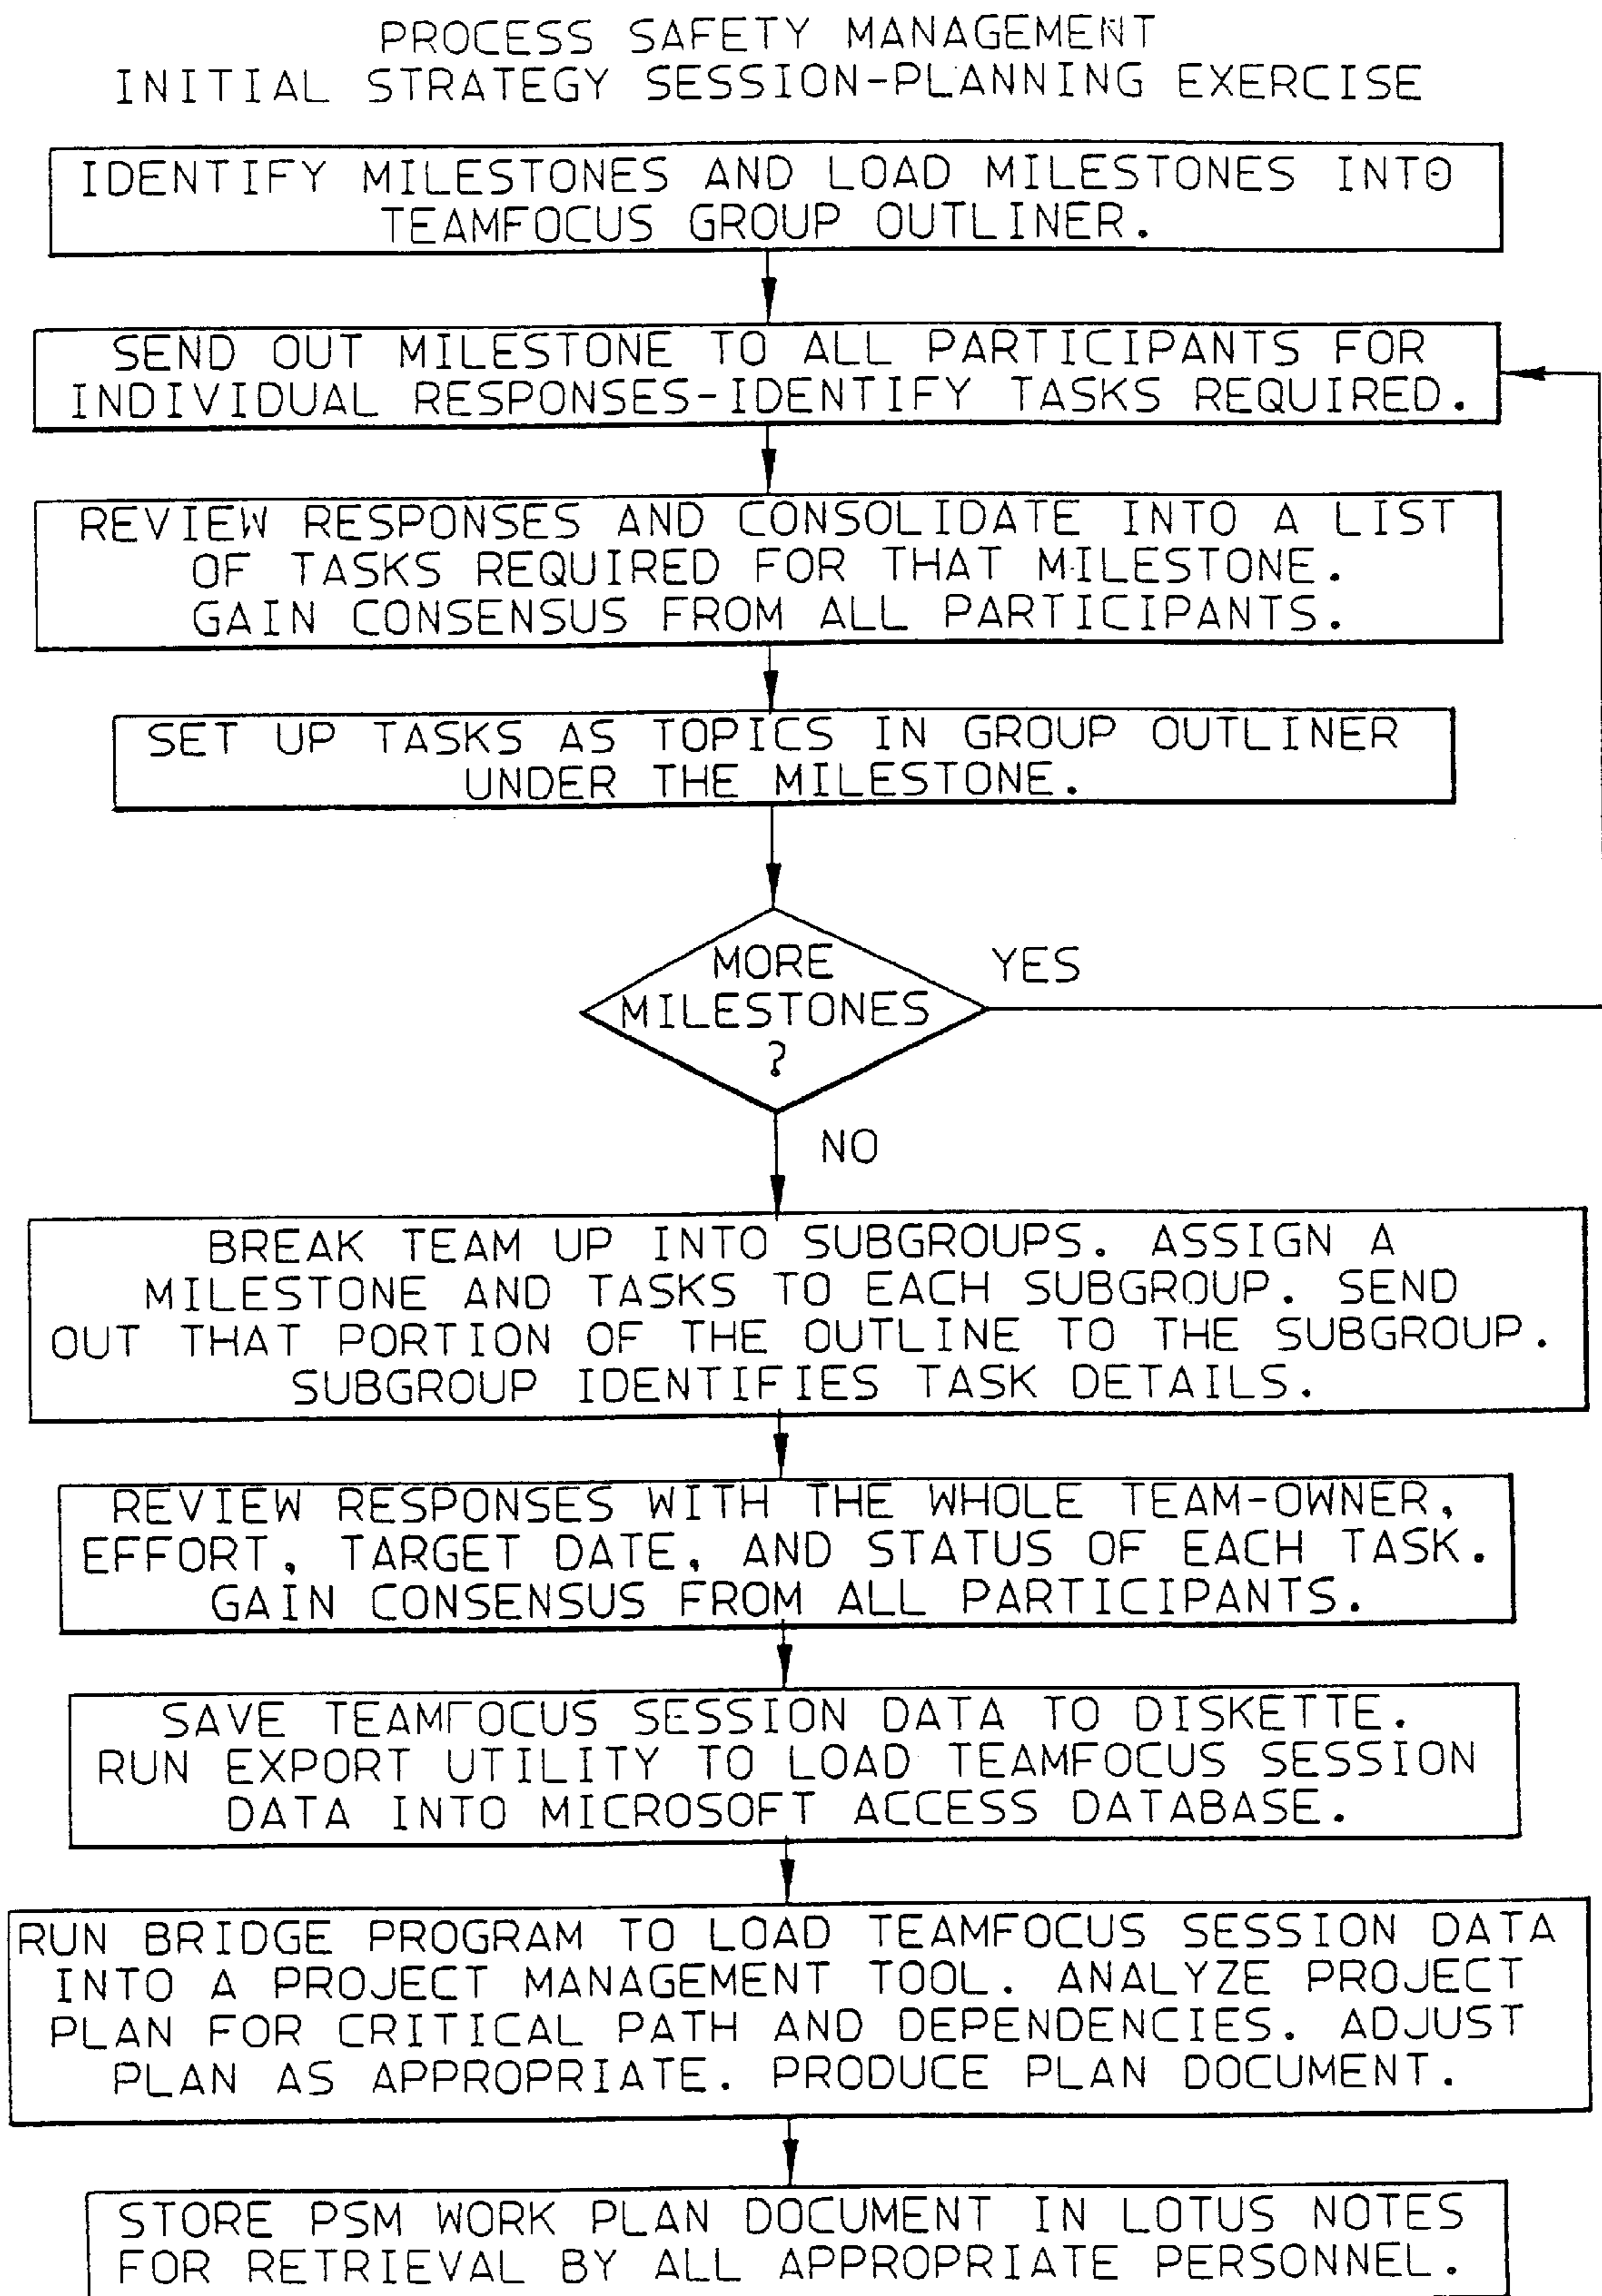 PROCESS SAFETY MANAGEMENT
INITIAL STRATEGY SESSION-PLANNING EXERCISE
IDENTIFY MILESTONES AND LOAD MILESTONES INTO
TEAMFOCUS GROUP OUTLINER.
SEND OUT MILESTONE TO ALL PARTICIPANTS FOR
INDIVIDUAL RESPONSES-IDENTIFY TASKS REQUIRED.
REVIEW RESPONSES AND CONSOLIDATE INTO A LIST
OF TASKS REQUIRED FOR THAT MILESTONE.
GAIN CONSENSUS FROM ALL PARTICIPANTS.
SET UP TASKS AS TOPICS IN GROUP OUTLINER
UNDER THE MILESTONE.
MORE
MILESTONES
?
YES
NO
BREAK TEAM UP INTO SUBGROUPS. ASSIGN A
MILESTONE AND TASKS TO EACH SUBGROUP. SEND
OUT THAT PORTION OF THE OUTLINE TO THE SUBGROUP.
SUBGROUP IDENTIFIES TASK DETAILS.
REVIEW RESPONSES WITH THE WHOLE TEAM-OWNER,
EFFORT, TARGET DATE, AND STATUS OF EACH TASK.
GAIN CONSENSUS FROM ALL PARTICIPANTS.
SAVE TEAMFOCUS SESSION DATA TO DISKETTE.
RUN EXPORT UTILITY TO LOAD TEAMFOCUS SESSION
DATA INTO MICROSOFT ACCESS DATABASE.
RUN BRIDGE PROGRAM TO LOAD TEAMFOCUS SESSION DATA
INTO A PROJECT MANAGEMENT TOOL. ANALYZE PROJECT
PLAN FOR CRITICAL PATH AND DEPENDENCIES. ADJUST
PLAN AS APPROPRIATE. PRODUCE PLAN DOCUMENT.
STORE PSM WORK PLAN DOCUMENT IN LOTUS NOTES
FOR RETRIEVAL BY ALL APPROPRIATE PERSONNEL.